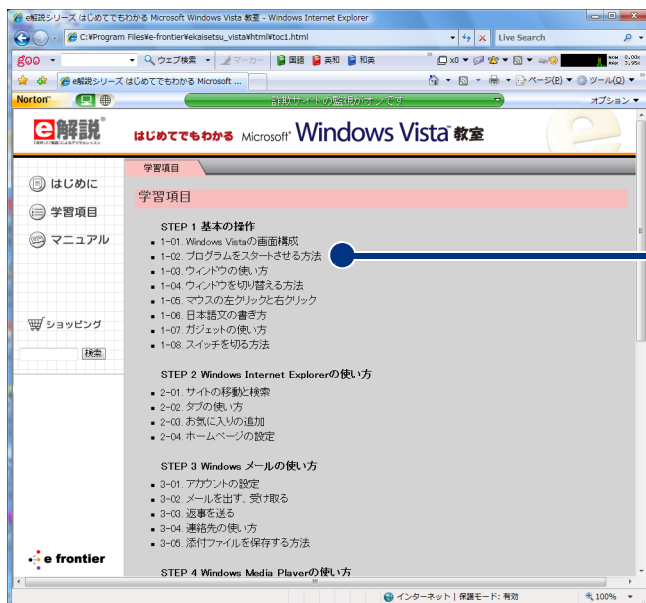 e解説シリーズ はじめてでもわかる Microsoft Windows Vista 教室 - Windows Internet Explorer
C:¥Program Files¥e-frontier¥ekaisetsu_vista¥html¥toc1.html
Live Search
goo
ウェブ検索
マーカー
国語
英和
和英
x0
e解説シリーズ はじめてでもわかる Microsoft ...
ページ(P)
ツール(O)
Norton
詐欺サイトの監視がオンです
オプション
e解説
はじめてでもわかる Microsoft Windows Vista 教室
はじめに
学習項目
マニュアル
ショッピング
検索
e frontier
学習項目
学習項目
STEP 1 基本の操作
1-01. Windows Vistaの画面構成
1-02. プログラムをスタートさせる方法
1-03. ウィンドウの使い方
1-04. ウィンドウを切り替える方法
1-05. マウスの左クリックと右クリック
1-06. 日本語文の書き方
1-07. ガジェットの使い方
1-08. スイッチを切る方法
STEP 2 Windows Internet Explorerの使い方
2-01. サイトの移動と検索
2-02. タブの使い方
2-03. お気に入りの追加
2-04. ホームページの設定
STEP 3 Windows メールの使い方
3-01. アカウントの設定
3-02. メールを出す、受け取る
3-03. 返事を送る
3-04. 連絡先の使い方
3-05. 添付ファイルを保存する方法
STEP 4 Windows Media Playerの使い方
インターネット | 保護モード: 有効
100%